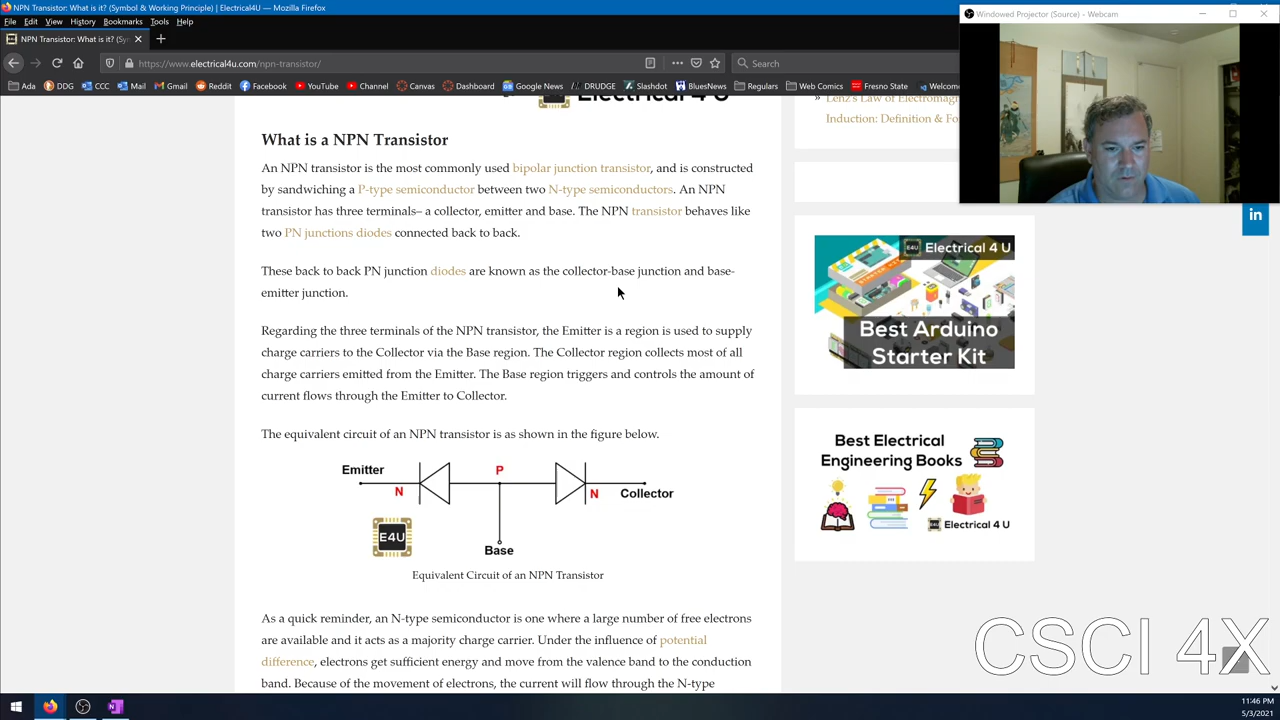 NPN Transistor: What is it? (Symbol & Working Principle) | Electrical4U — Mozilla Firefox
File Edit View History Bookmarks Tools Help
NPN Transistor: What is it? (Sy
https://www.electrical4u.com/npn-transistor/
Search
Ada DDG CCC Mail Gmail Reddit Facebook YouTube Charter Canvas Dashboard Google News DRUDGE Slashdot BluesNews Regulars Web Comics Fresno State Welcome
Windowed Projector (Source) - Webcam
Electrical 4 U
» Lenz's Law of Electromag
Induction: Definition & Fo
What is a NPN Transistor
An NPN transistor is the most commonly used bipolar junction transistor, and is constructed
by sandwiching a P-type semiconductor between two N-type semiconductors. An NPN
transistor has three terminals– a collector, emitter and base. The NPN transistor behaves like
two PN junctions diodes connected back to back.
These back to back PN junction diodes are known as the collector-base junction and base-
emitter junction.
Regarding the three terminals of the NPN transistor, the Emitter is a region is used to supply
charge carriers to the Collector via the Base region. The Collector region collects most of all
charge carriers emitted from the Emitter. The Base region triggers and controls the amount of
current flows through the Emitter to Collector.
The equivalent circuit of an NPN transistor is as shown in the figure below.
Emitter
P
N
N
Collector
E4U
Base
Equivalent Circuit of an NPN Transistor
As a quick reminder, an N-type semiconductor is one where a large number of free electrons
are available and it acts as a majority charge carrier. Under the influence of potential
difference, electrons get sufficient energy and move from the valence band to the conduction
band. Because of the movement of electrons, the current will flow through the N-type
in
E4U Electrical 4 U
Best Arduino
Starter Kit
Best Electrical
Engineering Books
E4U Electrical 4 U
CSCI 4X
11:46 PM
5/3/2021